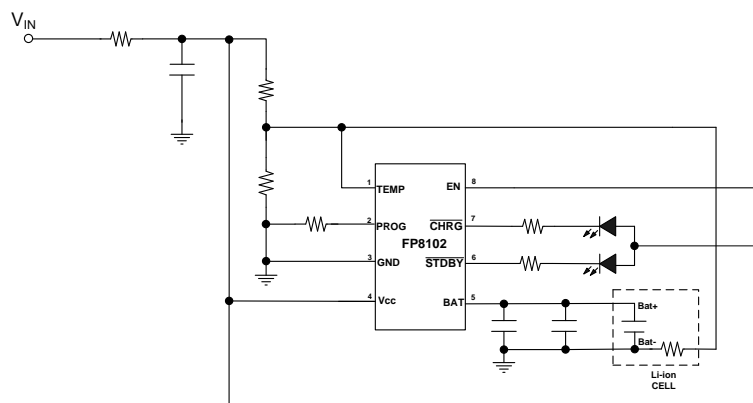 VIN
1 TEMP
EN 8
2 PROG
CHRG 7
FP8102
3 GND
STDBY 6
4 Vcc
BAT 5
Bat+
Bat-
Li-ion
CELL